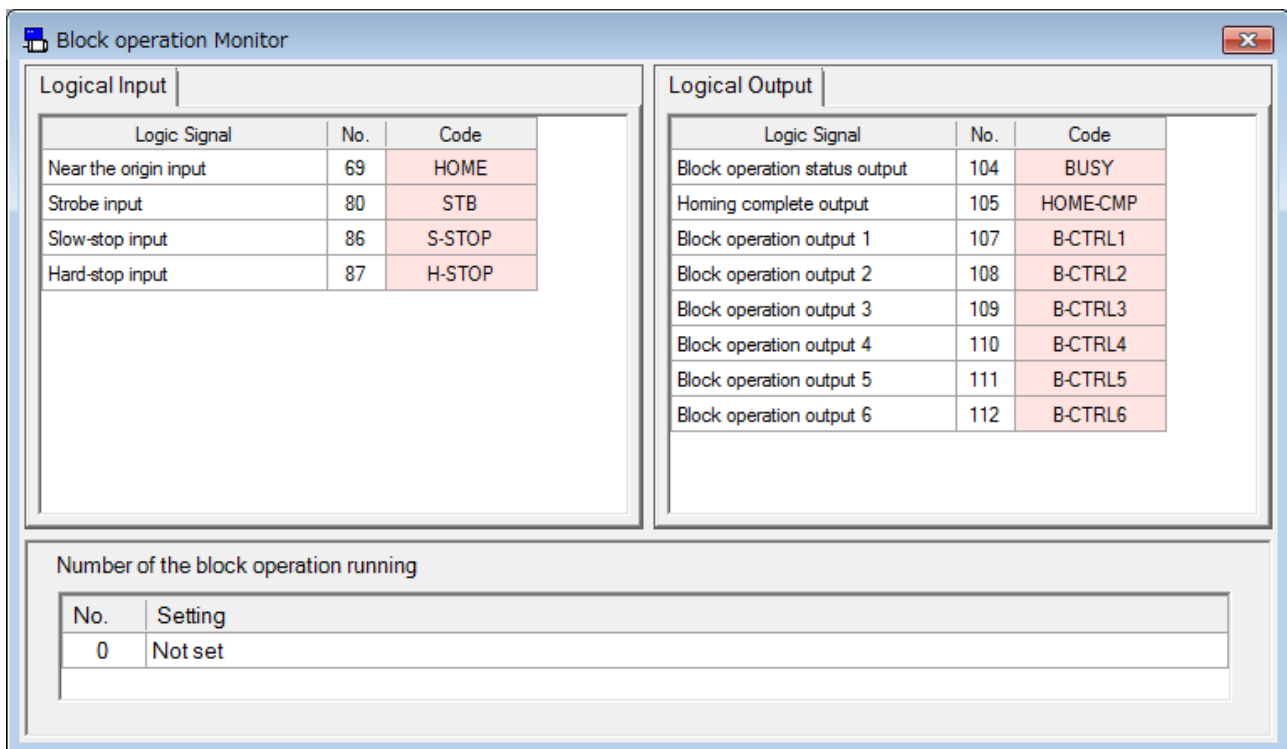 Block operation Monitor
Logical Input
Logic Signal No. Code
Near the origin input 69 HOME
Strobe input 80 STB
Slow-stop input 86 S-STOP
Hard-stop input 87 H-STOP
Logical Output
Logic Signal No. Code
Block operation status output 104 BUSY
Homing complete output 105 HOME-CMP
Block operation output 1 107 B-CTRL1
Block operation output 2 108 B-CTRL2
Block operation output 3 109 B-CTRL3
Block operation output 4 110 B-CTRL4
Block operation output 5 111 B-CTRL5
Block operation output 6 112 B-CTRL6
Number of the block operation running
No. Setting
0 Not set